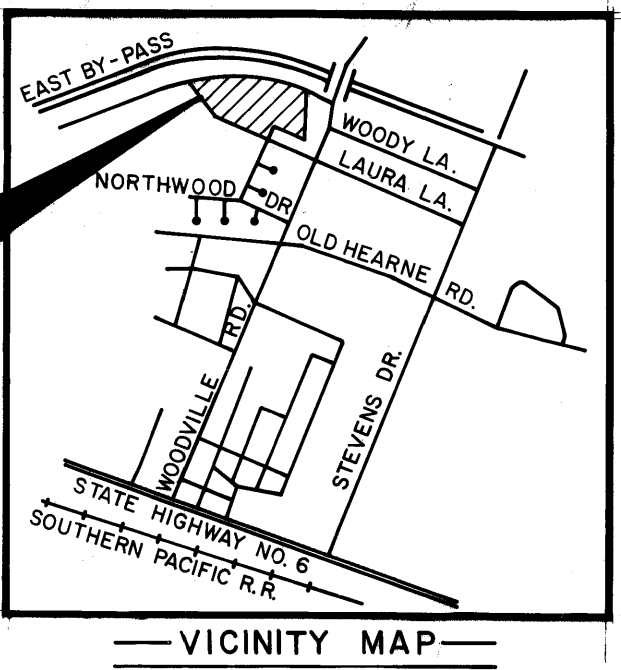 EAST BY-PASS
WOODY LA.
LAURA LA.
NORTHWOOD DR
OLD HEARNE RD.
WOODVILLE RD.
STEVENS DR.
STATE HIGHWAY NO. 6
SOUTHERN PACIFIC R.R.
VICINITY MAP